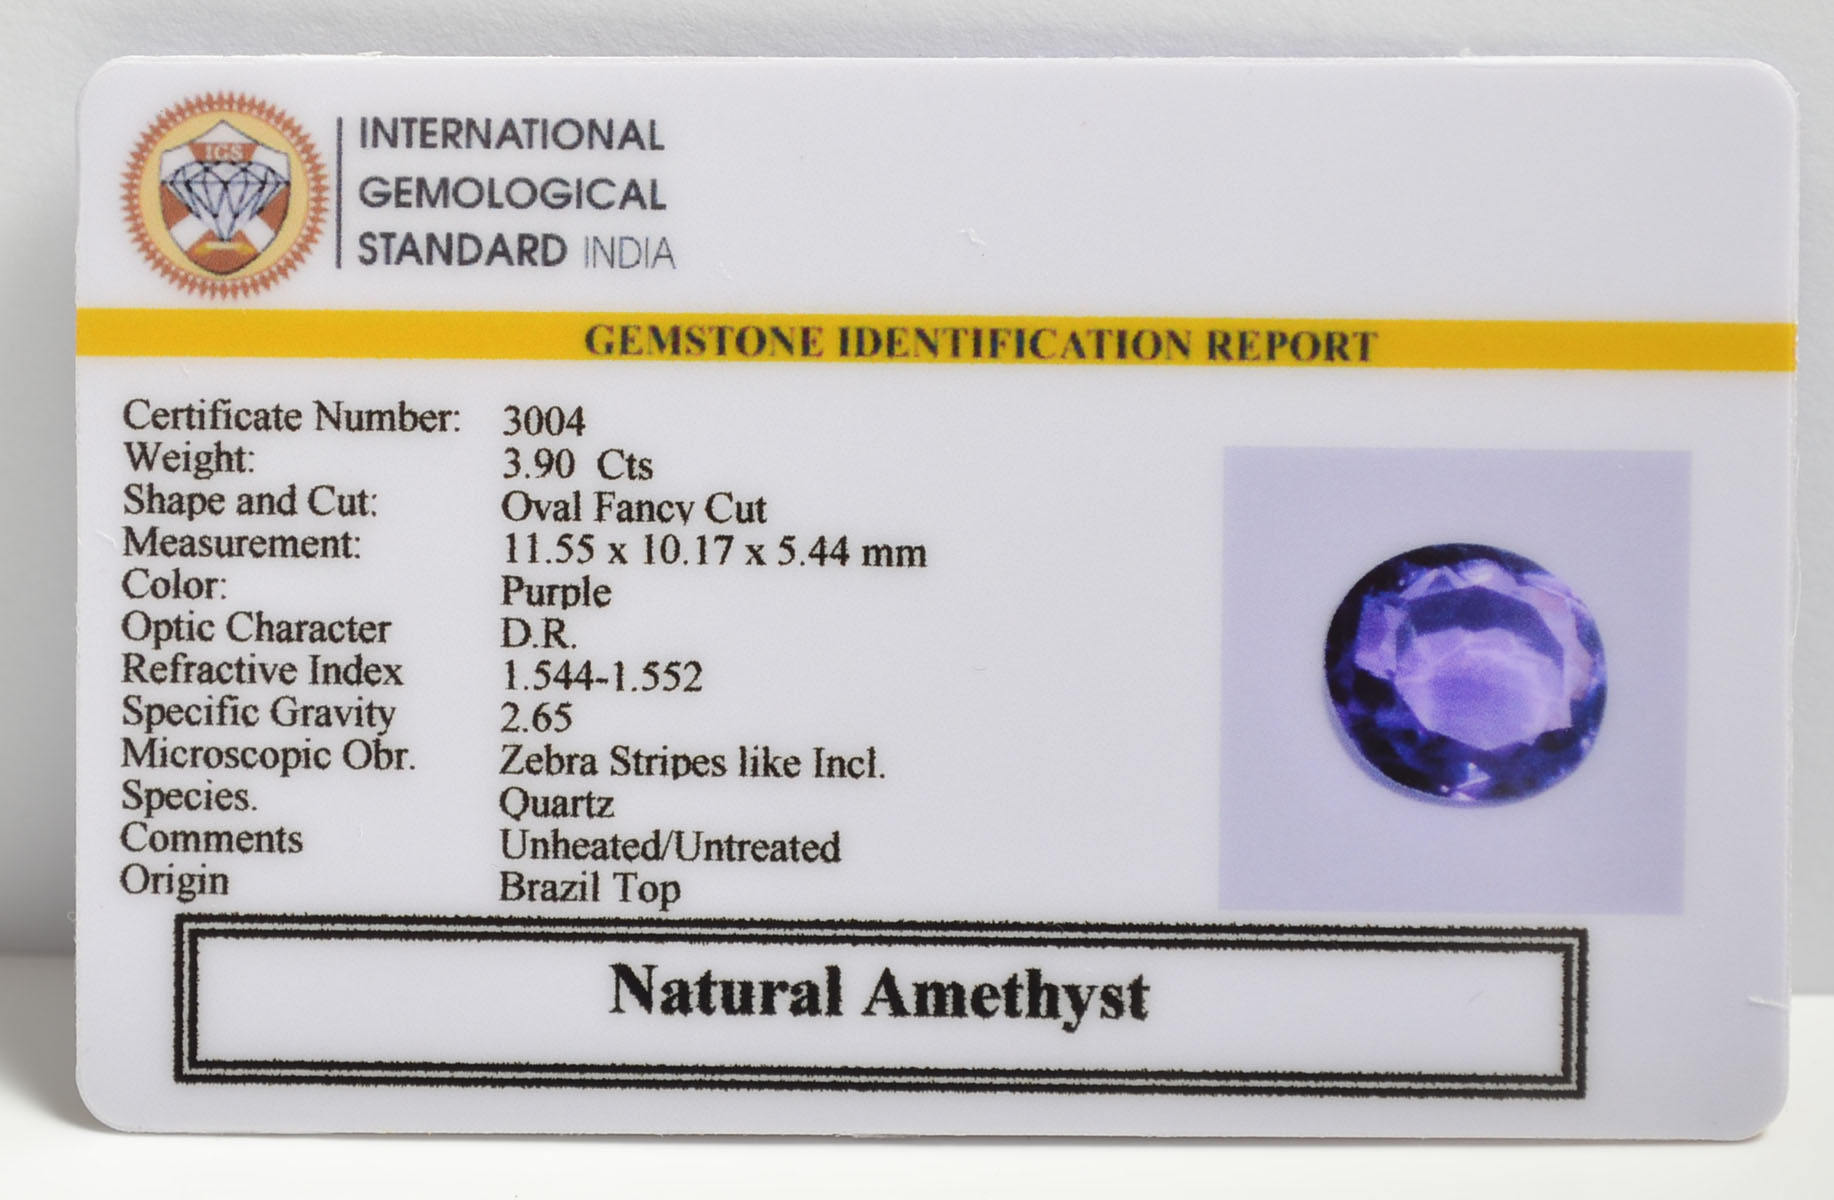 IGS
INTERNATIONAL
GEMOLOGICAL
STANDARD INDIA
GEMSTONE IDENTIFICATION REPORT
Certificate Number: 3004
Weight: 3.90 Cts
Shape and Cut: Oval Fancy Cut
Measurement: 11.55 x 10.17 x 5.44 mm
Color: Purple
Optic Character D.R.
Refractive Index 1.544-1.552
Specific Gravity 2.65
Microscopic Obr. Zebra Stripes like Incl.
Species. Quartz
Comments Unheated/Untreated
Origin Brazil Top
Natural Amethyst